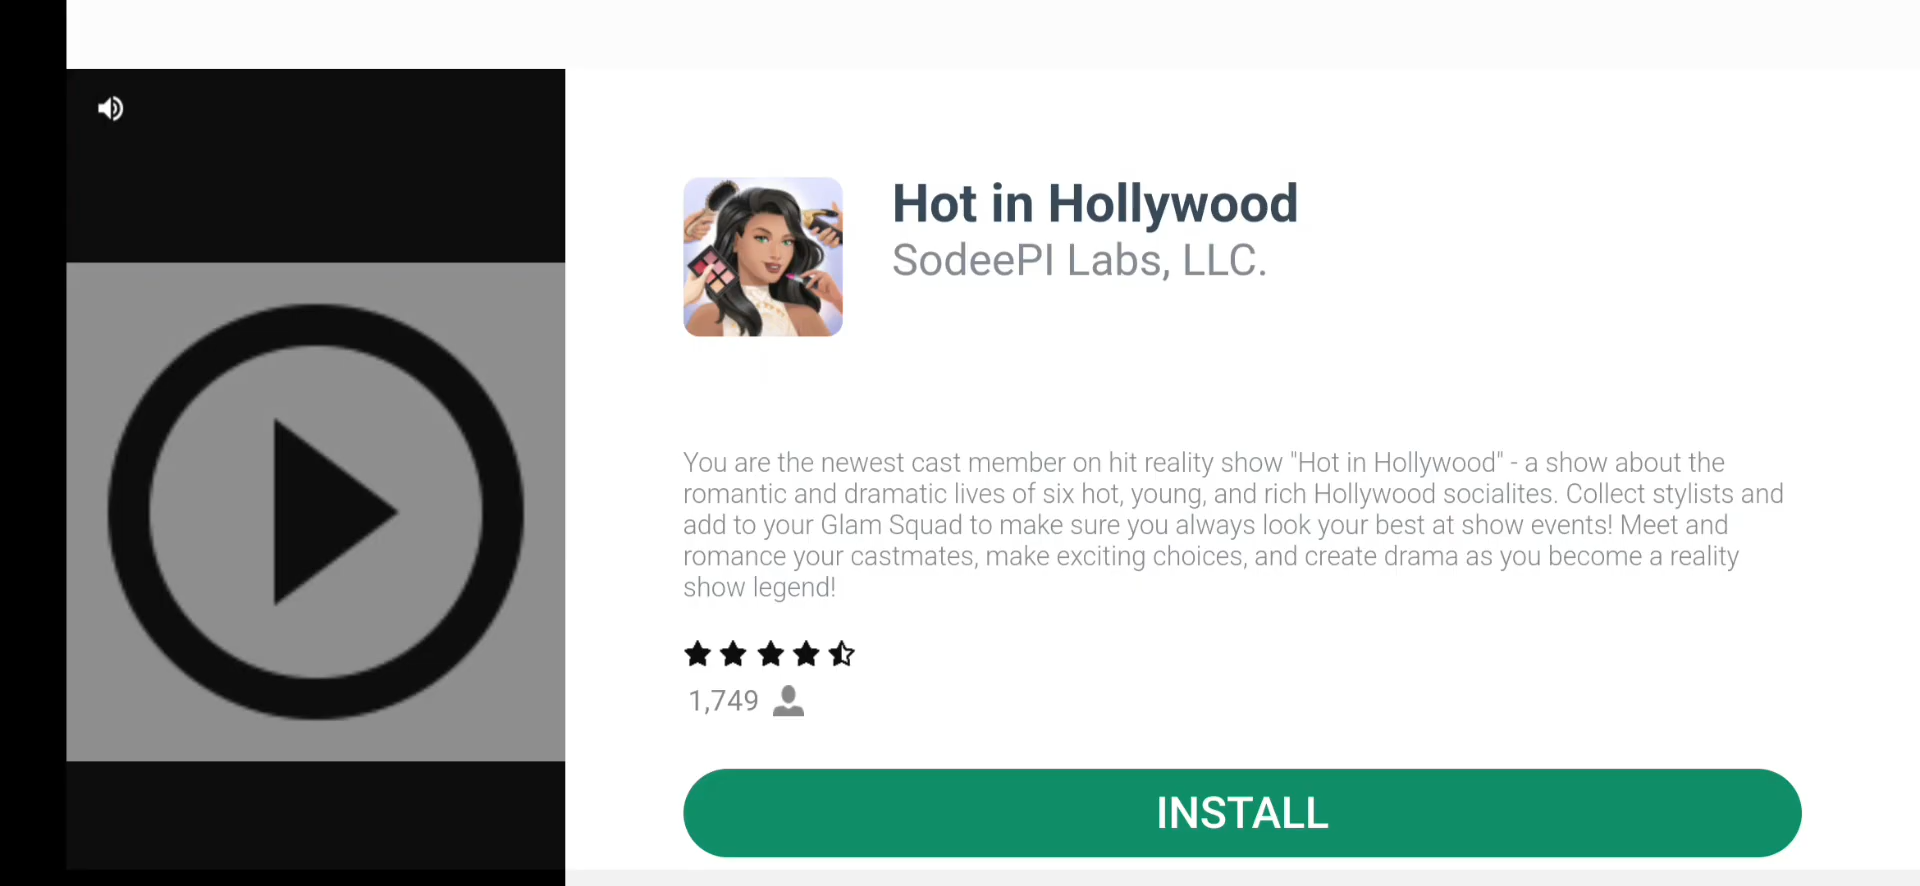 Hot in Hollywood
SodeePI Labs, LLC.
You are the newest cast member on hit reality show "Hot in Hollywood" - a show about the
romantic and dramatic lives of six hot, young, and rich Hollywood socialites. Collect stylists and
add to your Glam Squad to make sure you always look your best at show events! Meet and
romance your castmates, make exciting choices, and create drama as you become a reality
show legend!
1,749
INSTALL